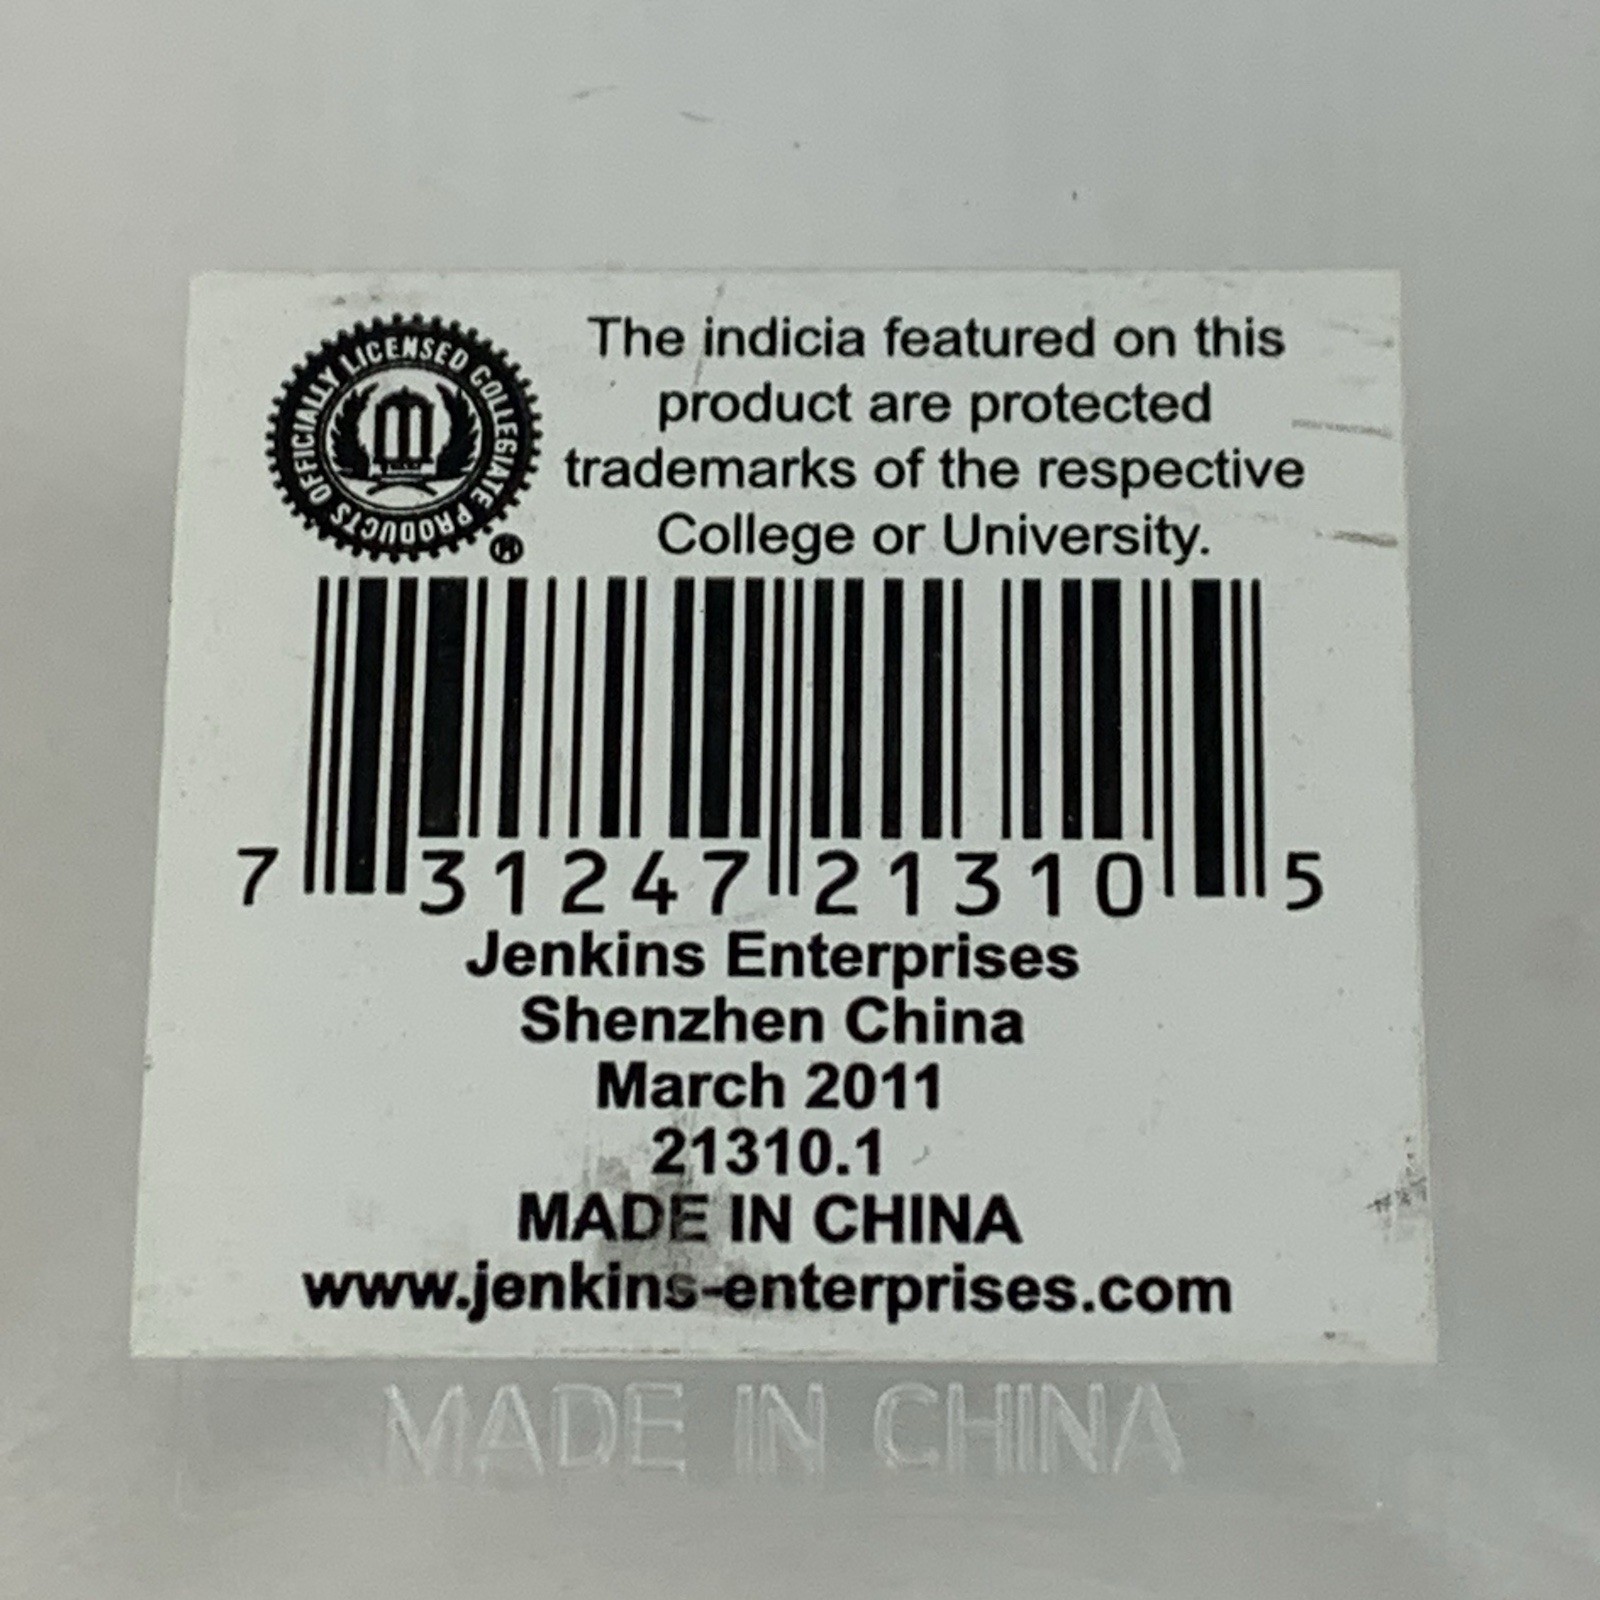 OFFICIALLY LICENSED COLLEGIATE PRODUCTS
The indicia featured on this
product are protected
trademarks of the respective
College or University.
7 31247 21310 5
Jenkins Enterprises
Shenzhen China
March 2011
21310.1
MADE IN CHINA
www.jenkins-enterprises.com
MADE IN CHINA